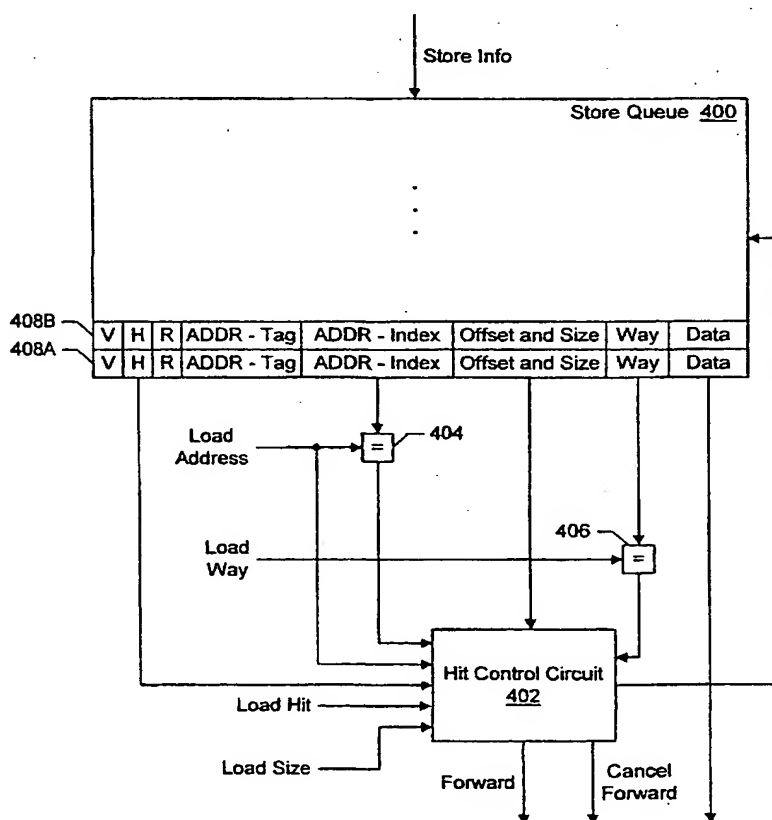 Store Info
Store Queue 400
408B
V H R ADDR - Tag ADDR - Index Offset and Size Way Data
408A
V H R ADDR - Tag ADDR - Index Offset and Size Way Data
Load
Address
=
404
Load
Way
406
=
Hit Control Circuit
402
Load Hit
Load Size
Forward
Cancel
Forward